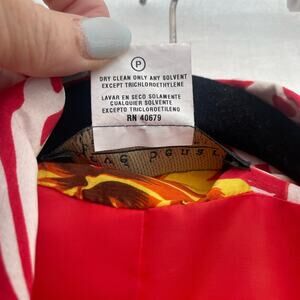 P
DRY CLEAN ONLY ANY SOLVENT
EXCEPT TRICHLOROETHYLENE
LAVAR EN SECO SOLAMENTE
CUALQUIER SOLVENTE
EXCEPTO TRICLOROETILENO
RN 40679